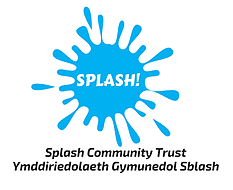 SPLASH!
Splash Community Trust
Ymddiriedolaeth Gymunedol Sblash